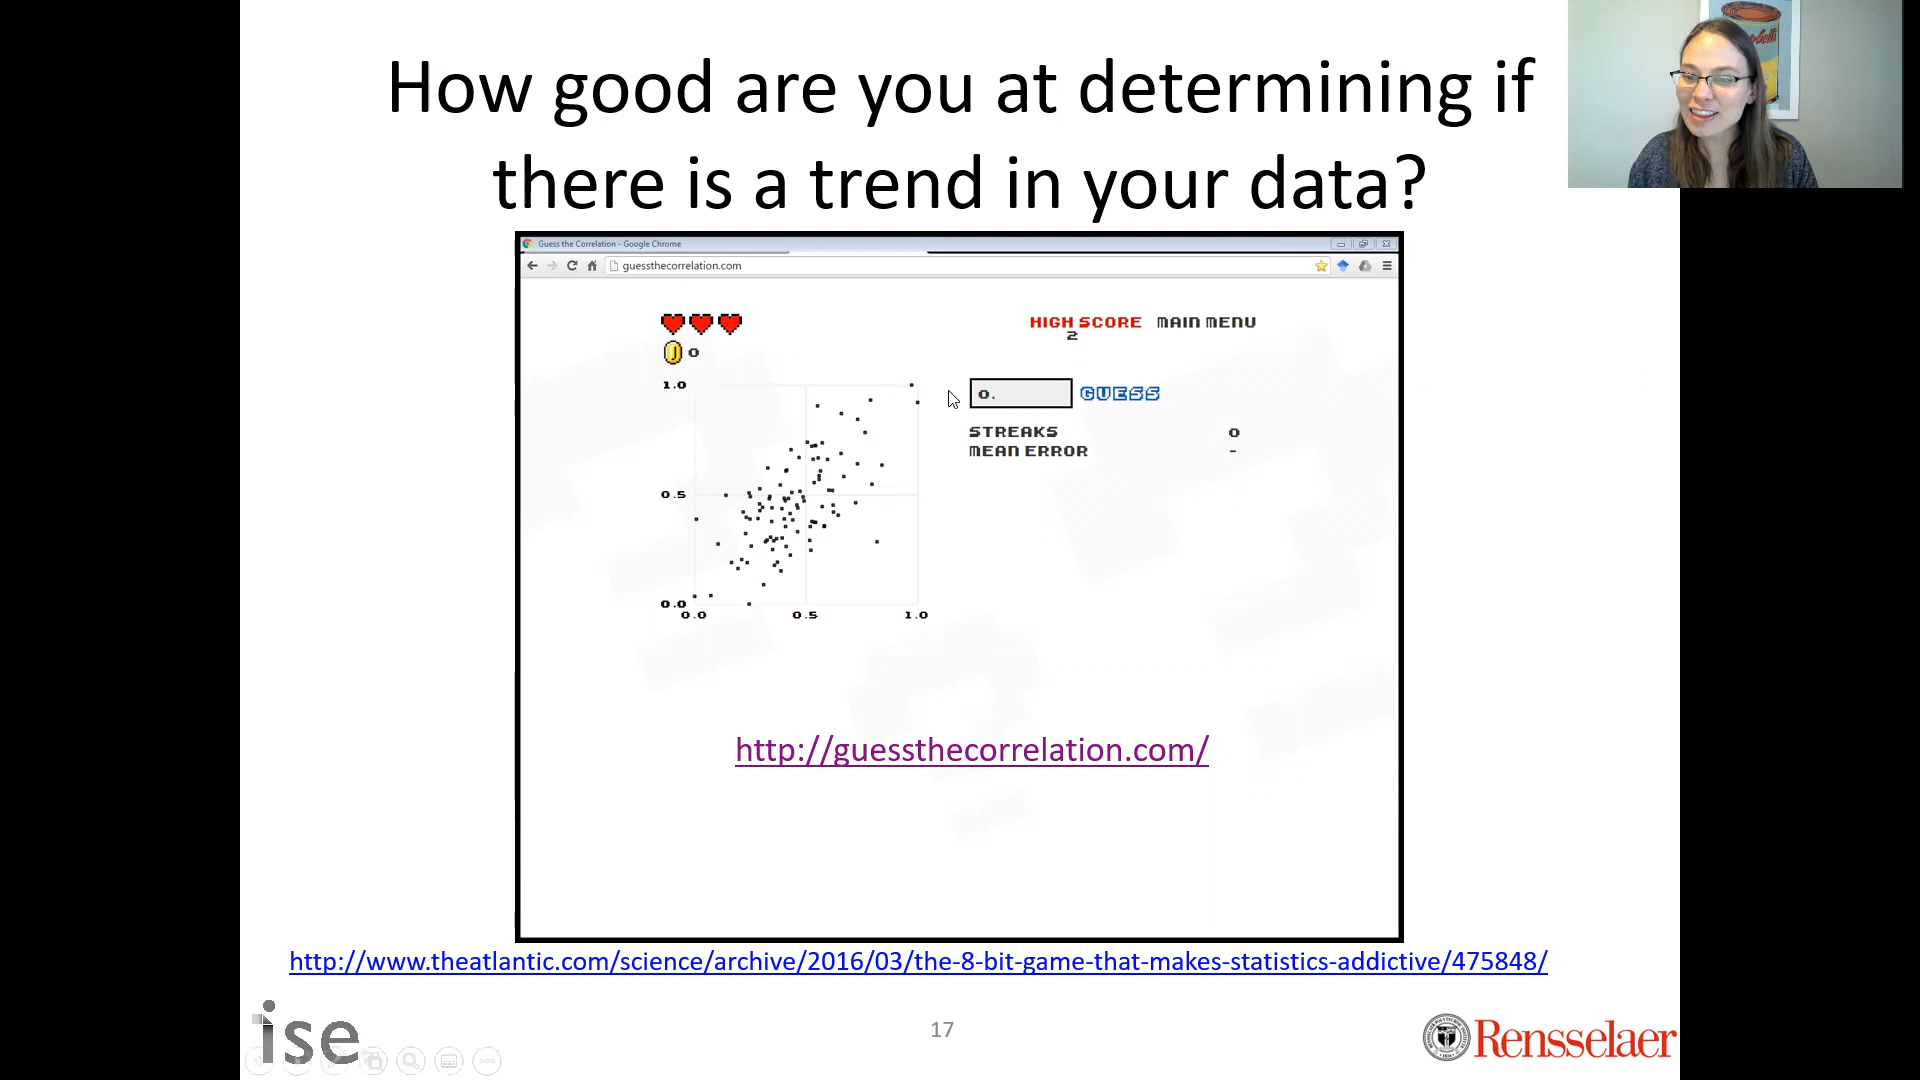 How good are you at determining if
there is a trend in your data?
Campbell's
Guess the Correlation - Google Chrome
guessthecorrelation.com
HIGH SCORE MAIN MENU
2
0
1.0
0.5
0.0
0.0 0.5 1.0
0. GUESS
STREAKS 0
MEAN ERROR -
http://guessthecorrelation.com/
http://www.theatlantic.com/science/archive/2016/03/the-8-bit-game-that-makes-statistics-addictive/475848/
ise
17
Rensselaer